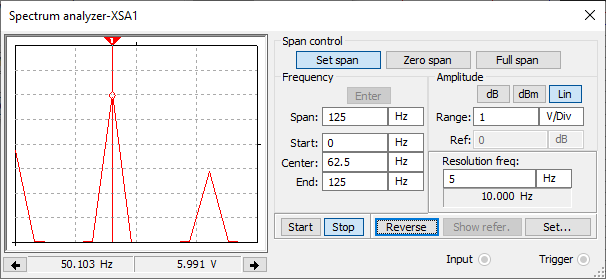 Spectrum analyzer-XSA1
1
Span control
Set span
Zero span
Full span
Frequency
Enter
Span: 125 Hz
Start: 0 Hz
Center: 62.5 Hz
End: 125 Hz
Amplitude
dB
dBm
Lin
Range: 1 V/Div
Ref: 0 dB
Resolution freq:
5 Hz
10.000 Hz
Start
Stop
Reverse
Show refer.
Set...
50.103 Hz
5.991 V
Input
Trigger